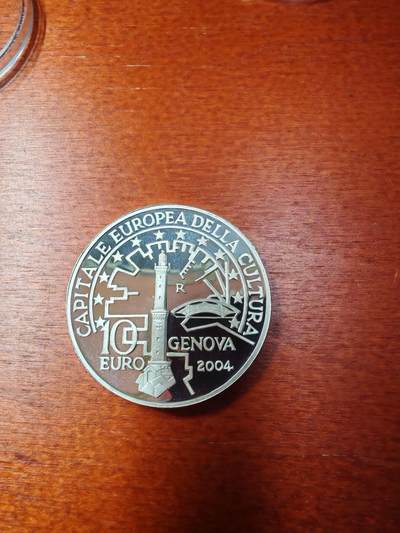 CAPITALE EUROPEA DELLA CULTURA
R
10 GENOVA
EURO 2004